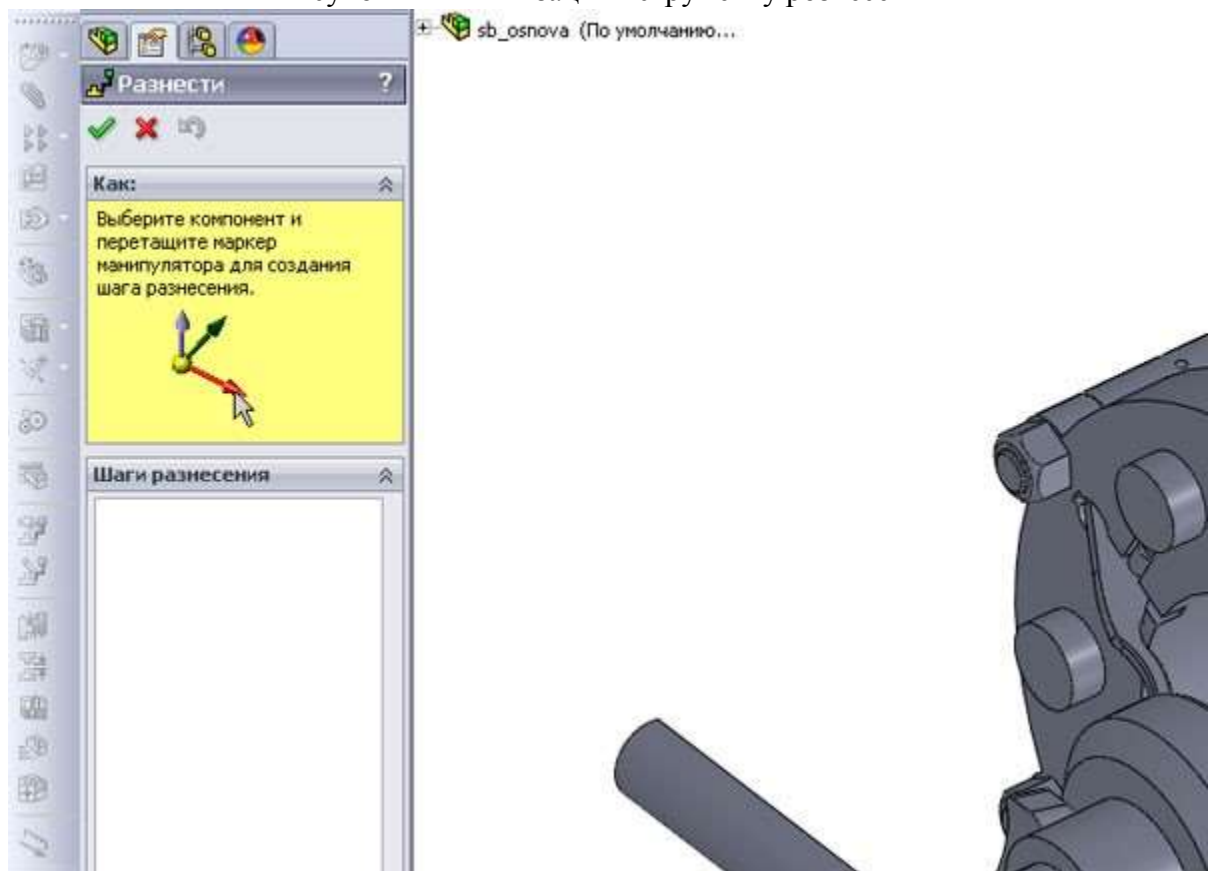 sb_osnova (По умолчанию...
Разнести ?
Как:
Выберите компонент и
перетащите маркер
манипулятора для создания
шага разнесения.
Шаги разнесения